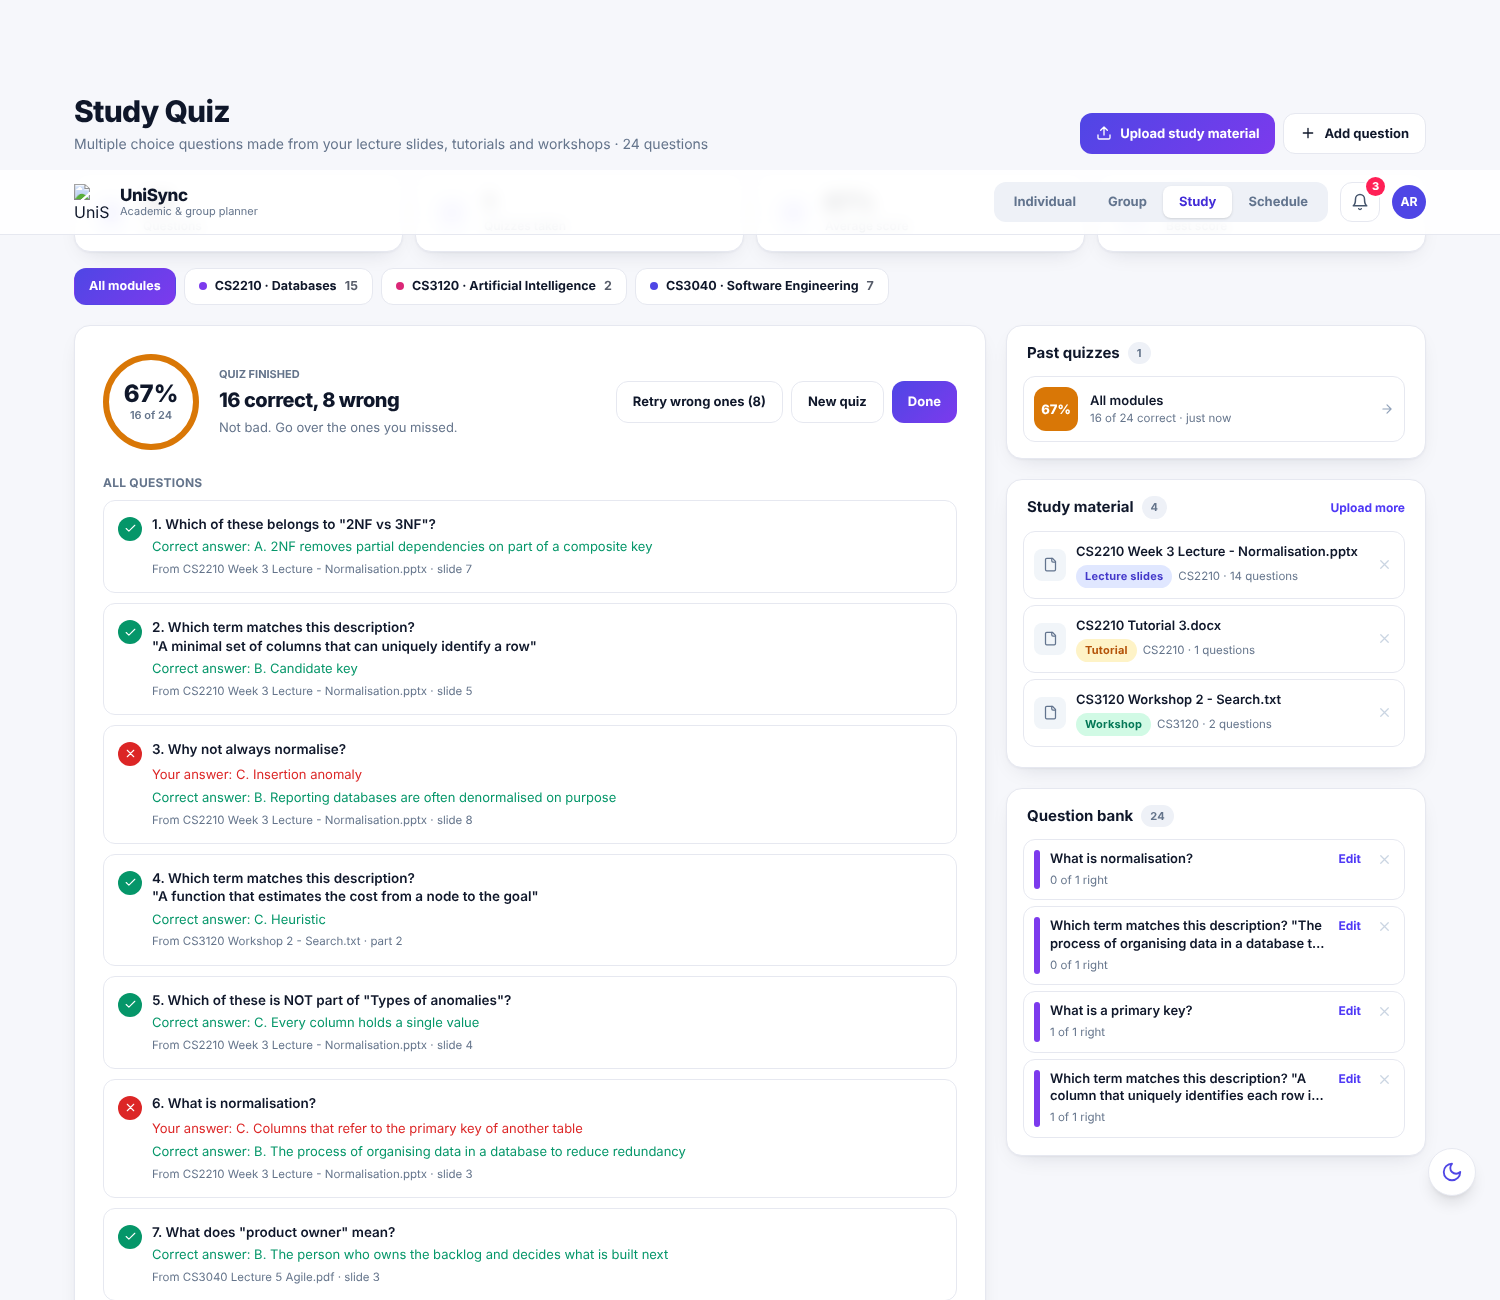 Study Quiz
Multiple choice questions made from your lecture slides, tutorials and workshops · 24 questions
Upload study material
Add question
UniS
UniSync
Academic & group planner
Individual
Group
Study
Schedule
3
AR
All modules
CS2210 · Databases 15
CS3120 · Artificial Intelligence 2
CS3040 · Software Engineering 7
67%
16 of 24
QUIZ FINISHED
16 correct, 8 wrong
Not bad. Go over the ones you missed.
Retry wrong ones (8)
New quiz
Done
ALL QUESTIONS
1. Which of these belongs to "2NF vs 3NF"?
Correct answer: A. 2NF removes partial dependencies on part of a composite key
From CS2210 Week 3 Lecture - Normalisation.pptx · slide 7
2. Which term matches this description?
"A minimal set of columns that can uniquely identify a row"
Correct answer: B. Candidate key
From CS2210 Week 3 Lecture - Normalisation.pptx · slide 5
3. Why not always normalise?
Your answer: C. Insertion anomaly
Correct answer: B. Reporting databases are often denormalised on purpose
From CS2210 Week 3 Lecture - Normalisation.pptx · slide 8
4. Which term matches this description?
"A function that estimates the cost from a node to the goal"
Correct answer: C. Heuristic
From CS3120 Workshop 2 - Search.txt · part 2
5. Which of these is NOT part of "Types of anomalies"?
Correct answer: C. Every column holds a single value
From CS2210 Week 3 Lecture - Normalisation.pptx · slide 4
6. What is normalisation?
Your answer: C. Columns that refer to the primary key of another table
Correct answer: B. The process of organising data in a database to reduce redundancy
From CS2210 Week 3 Lecture - Normalisation.pptx · slide 3
7. What does "product owner" mean?
Correct answer: B. The person who owns the backlog and decides what is built next
From CS3040 Lecture 5 Agile.pdf · slide 3
Past quizzes 1
67%
All modules
16 of 24 correct · just now
Study material 4
Upload more
CS2210 Week 3 Lecture - Normalisation.pptx
Lecture slides CS2210 · 14 questions
CS2210 Tutorial 3.docx
Tutorial CS2210 · 1 questions
CS3120 Workshop 2 - Search.txt
Workshop CS3120 · 2 questions
Question bank 24
What is normalisation?
Edit
0 of 1 right
Which term matches this description? "The
process of organising data in a database t...
Edit
0 of 1 right
What is a primary key?
Edit
1 of 1 right
Which term matches this description? "A
column that uniquely identifies each row i...
Edit
1 of 1 right